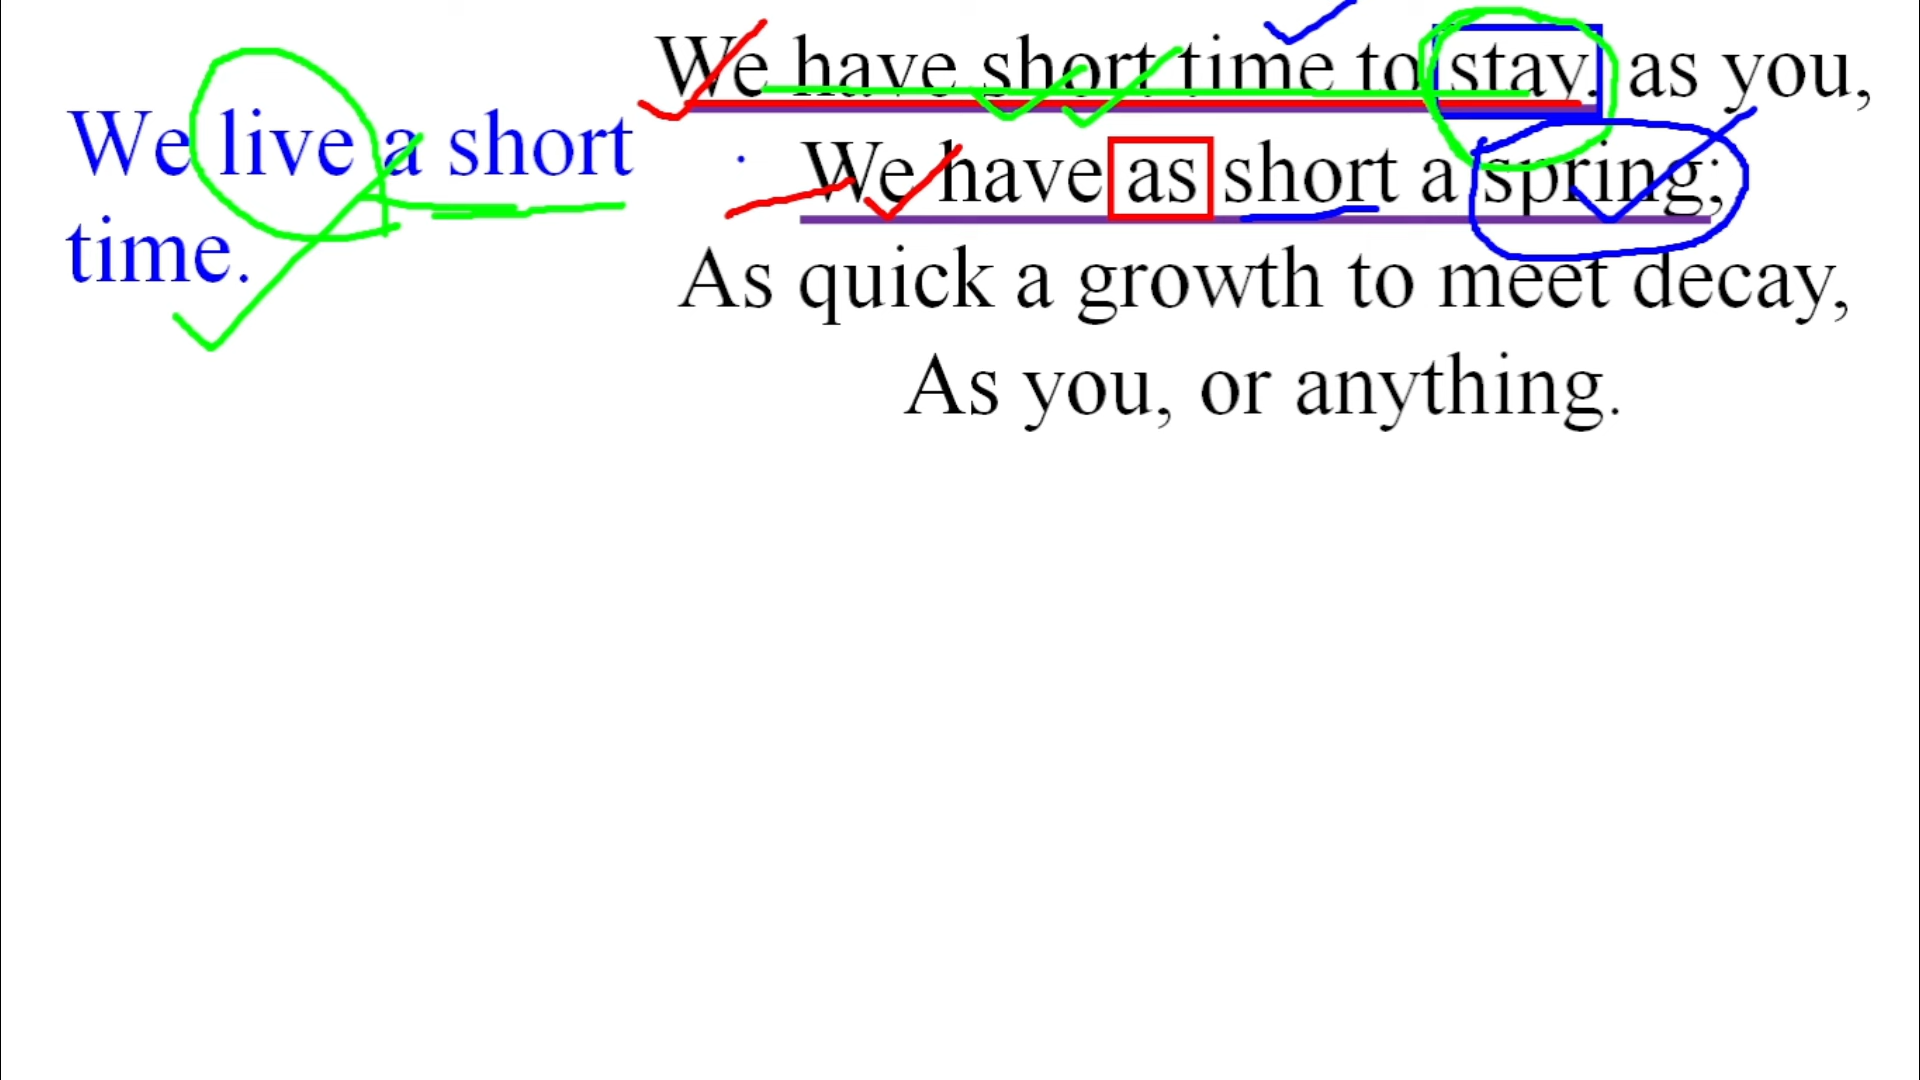 We have short time to stay, as you,
We have as short a spring;
As quick a growth to meet decay,
As you, or anything.
We live a short
time.